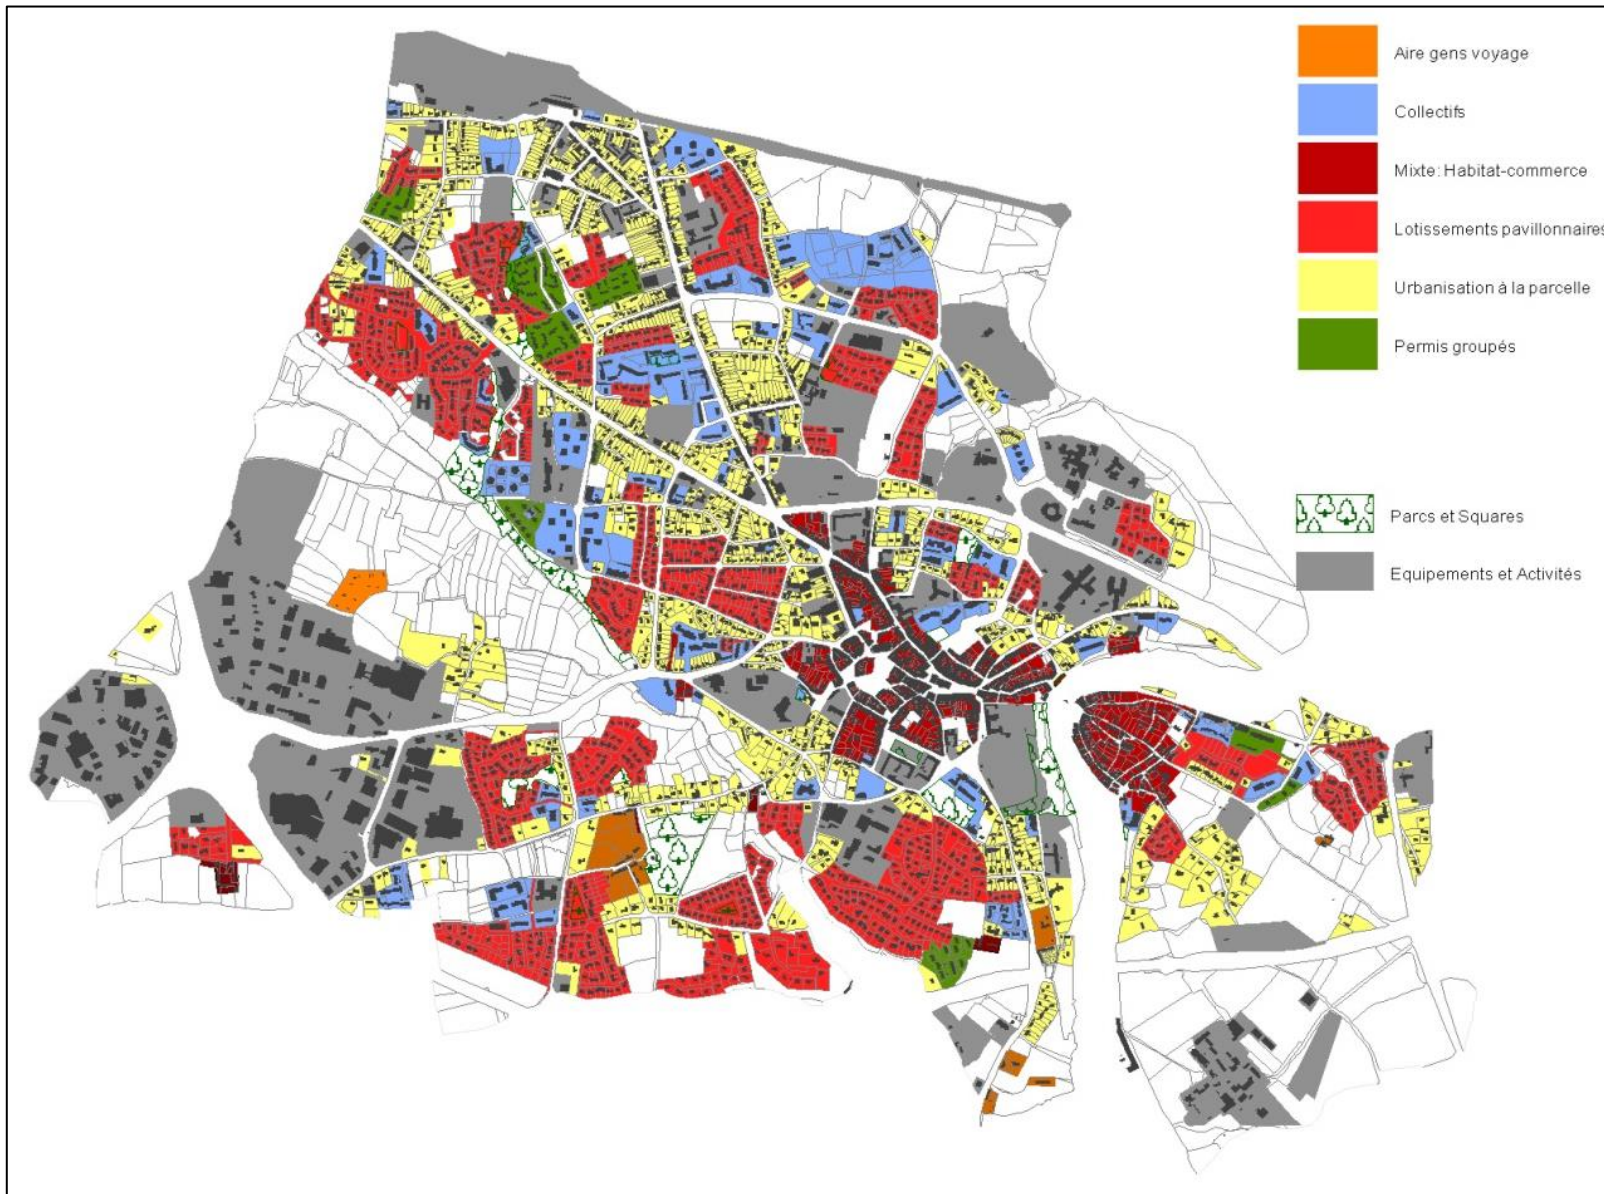 Aire gens voyage
Collectifs
Mixte: Habitat-commerce
Lotissements pavillonnaires
Urbanisation à la parcelle
Permis groupés
Parcs et Squares
Equipements et Activités